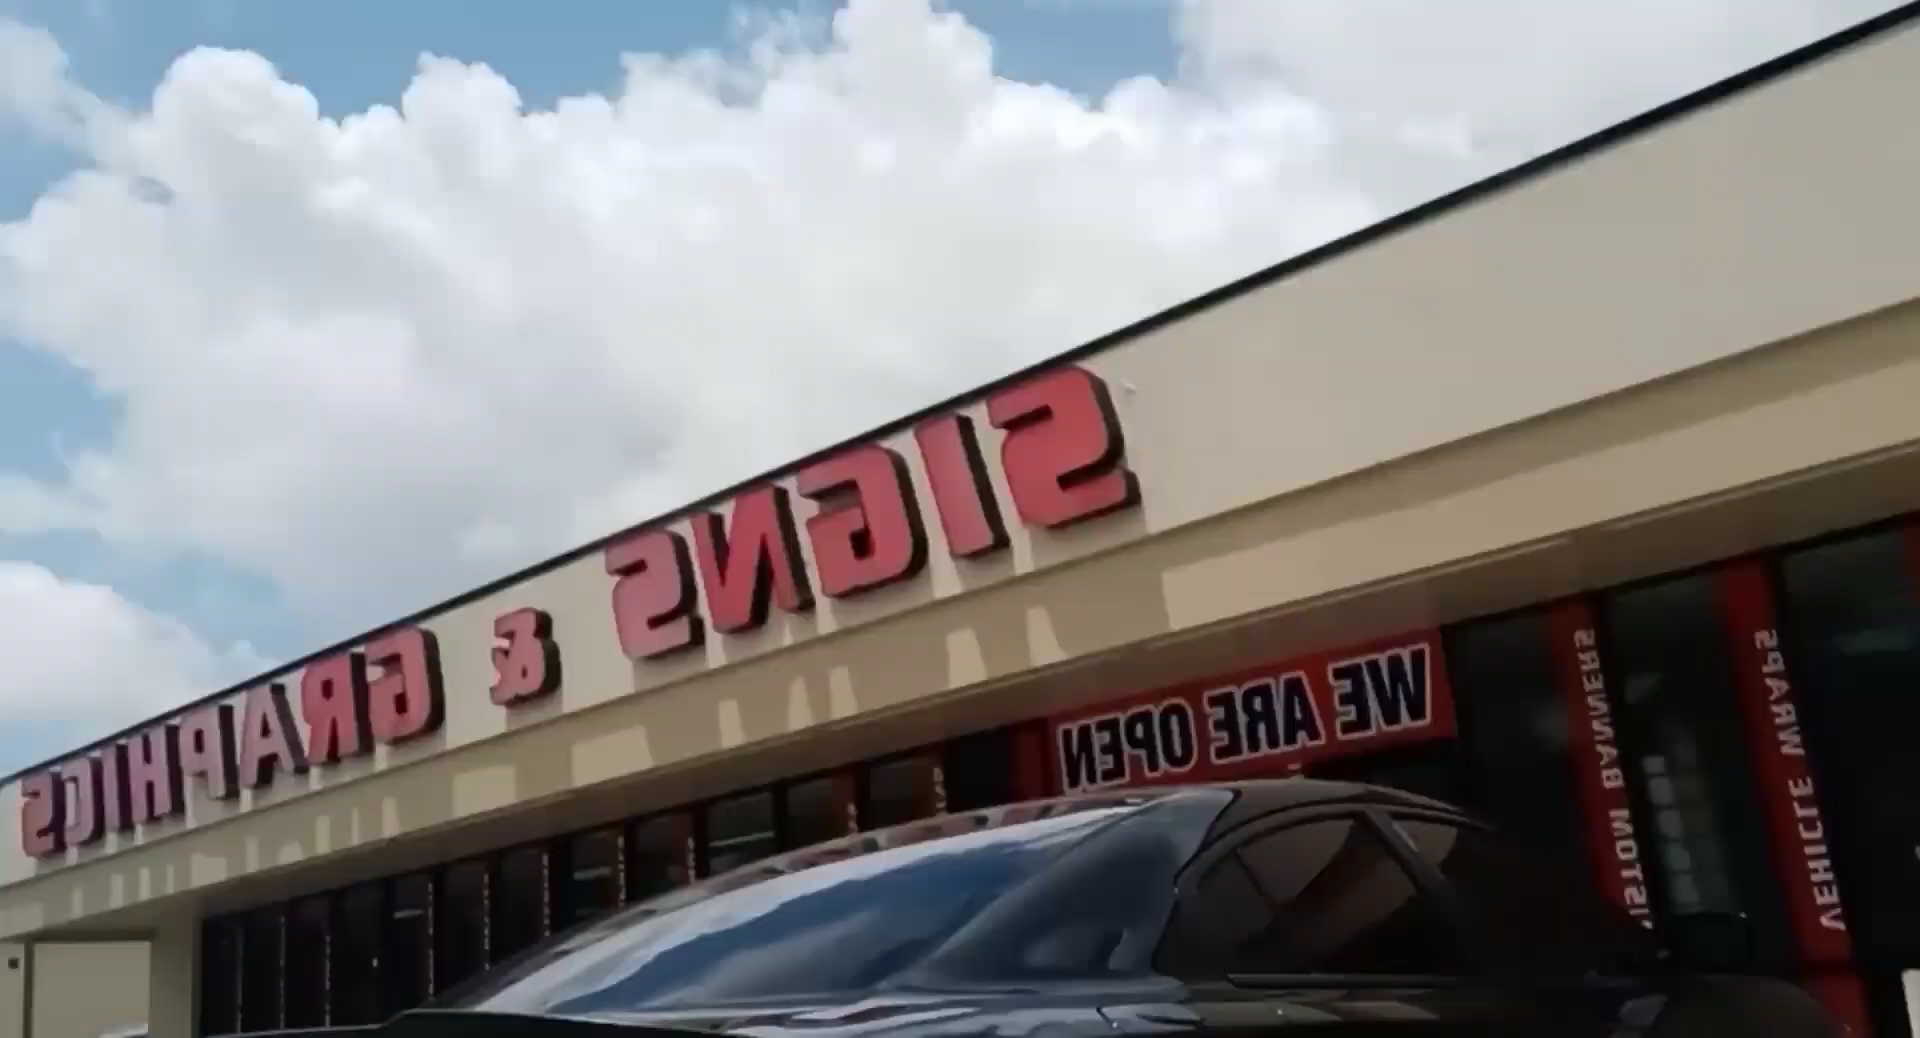 SIGNS & GRAPHICS
WE ARE OPEN
BANNERS
VEHICLE WRAPS